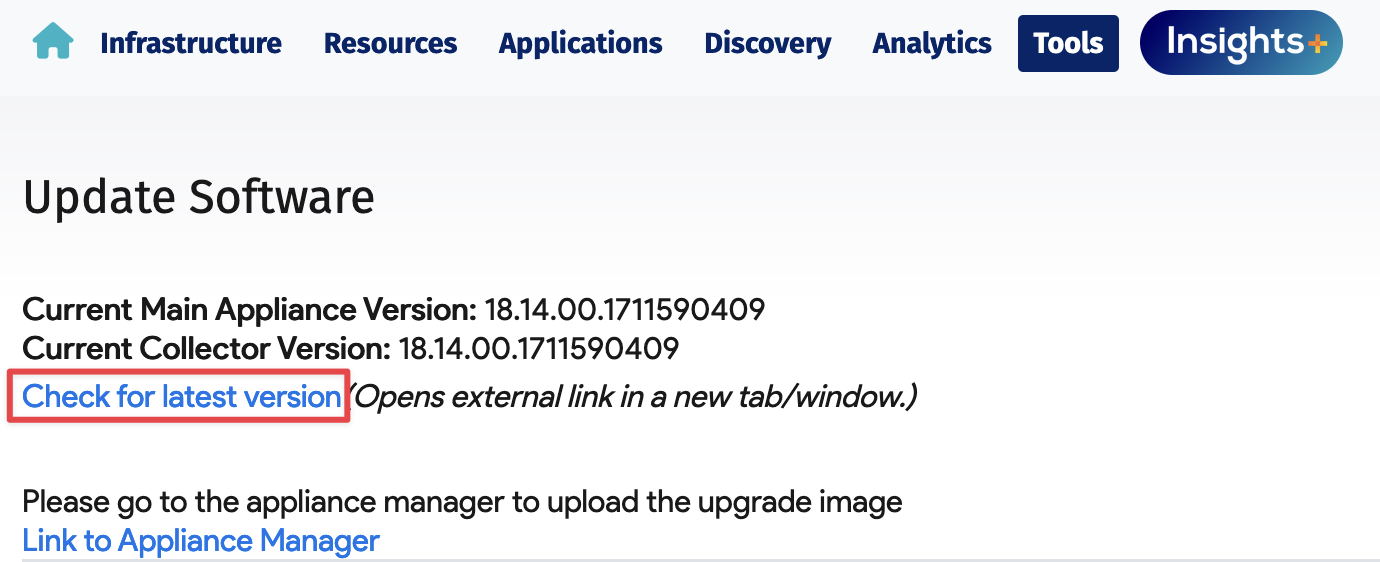 Infrastructure Resources Applications Discovery Analytics Tools Insights+
Update Software
Current Main Appliance Version: 18.14.00.1711590409
Current Collector Version: 18.14.00.1711590409
Check for latest version (Opens external link in a new tab/window.)
Please go to the appliance manager to upload the upgrade image
Link to Appliance Manager